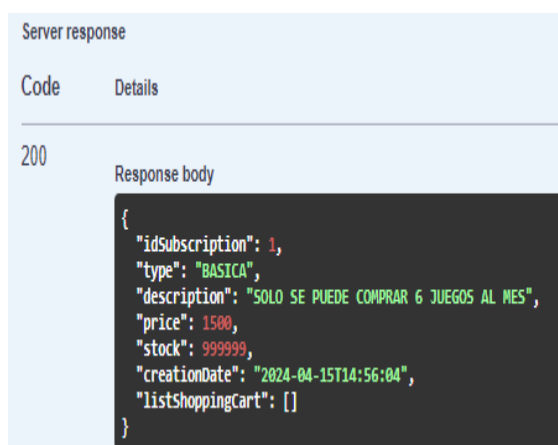 Server response
Code Details
200
Response body
{
"idSubscription": 1,
"type": "BASICA",
"description": "SOLO SE PUEDE COMPRAR 6 JUEGOS AL MES",
"price": 1500,
"stock": 999999,
"creationDate": "2024-04-15T14:56:04",
"listShoppingCart": []
}